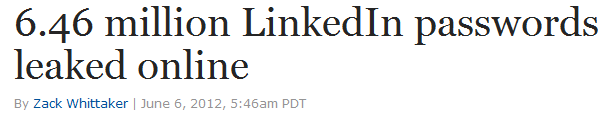 6.46 million LinkedIn passwords
leaked online
By Zack Whittaker | June 6, 2012, 5:46am PDT